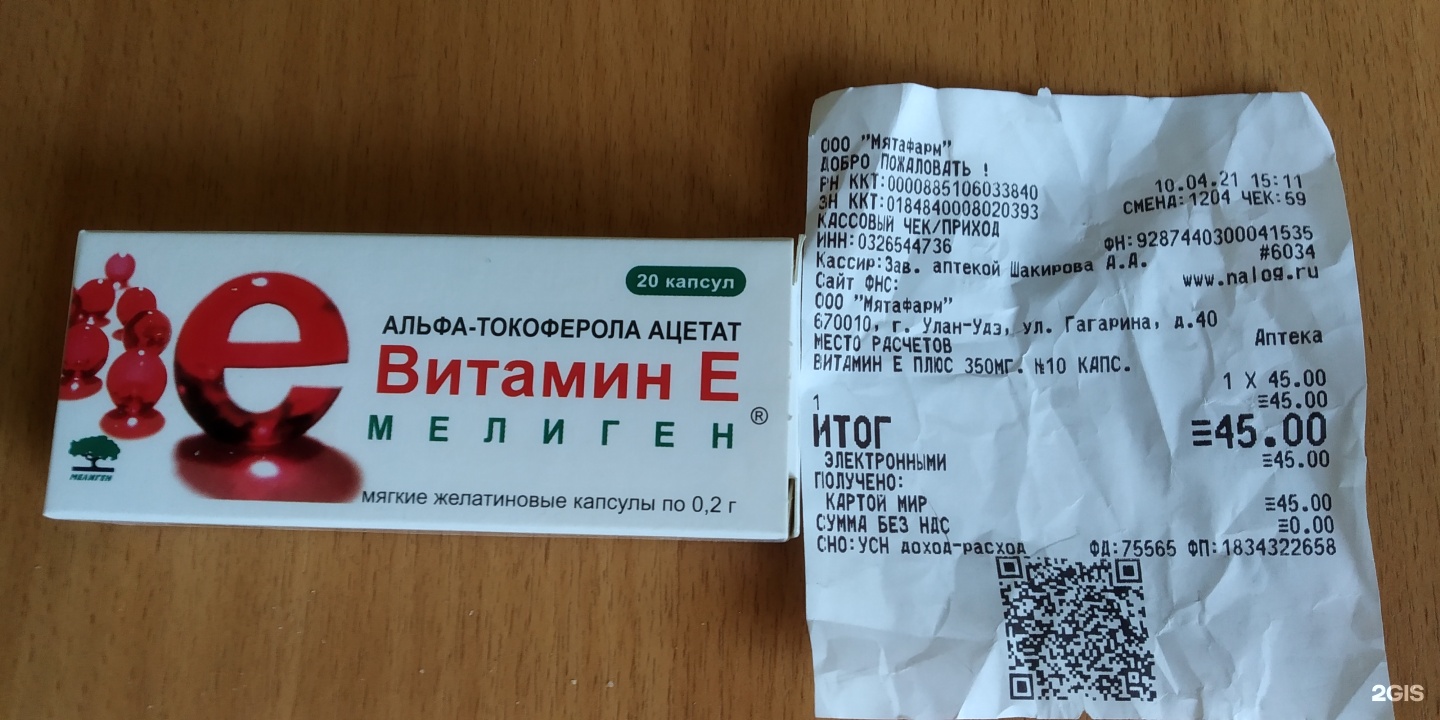 20 капсул
АЛЬФА-ТОКОФЕРОЛА АЦЕТАТ
Витамин Е
МЕЛИГЕН®
мягкие желатиновые капсулы по 0,2 г
e
МЕЛИГЕН
ООО "Мятафарм"
ДОБРО ПОЖАЛОВАТЬ !
РН ККТ:0000885106033840 10.04.21 15:11
ЗН ККТ:0184840008020393 СМЕНА:1204 ЧЕК:59
КАССОВЫЙ ЧЕК/ПРИХОД
ИНН:0326544736 ФН:9287440300041535
Кассир:Зав. аптекой Шакирова А.А. #6034
Сайт ФНС: www.nalog.ru
ООО "Мятафарм"
670010, г. Улан-Удэ, ул. Гагарина, д.40
МЕСТО РАСЧЕТОВ Аптека
ВИТАМИН Е ПЛЮС 350МГ. №10 КАПС.
1 X 45.00
1 ≡45.00
ИТОГ ≡45.00
ЭЛЕКТРОННЫМИ ≡45.00
ПОЛУЧЕНО:
КАРТОЙ МИР ≡45.00
СУММА БЕЗ НДС ≡0.00
СНО:УСН доход-расход ФД:75565 ФП:1834322658
2GIS